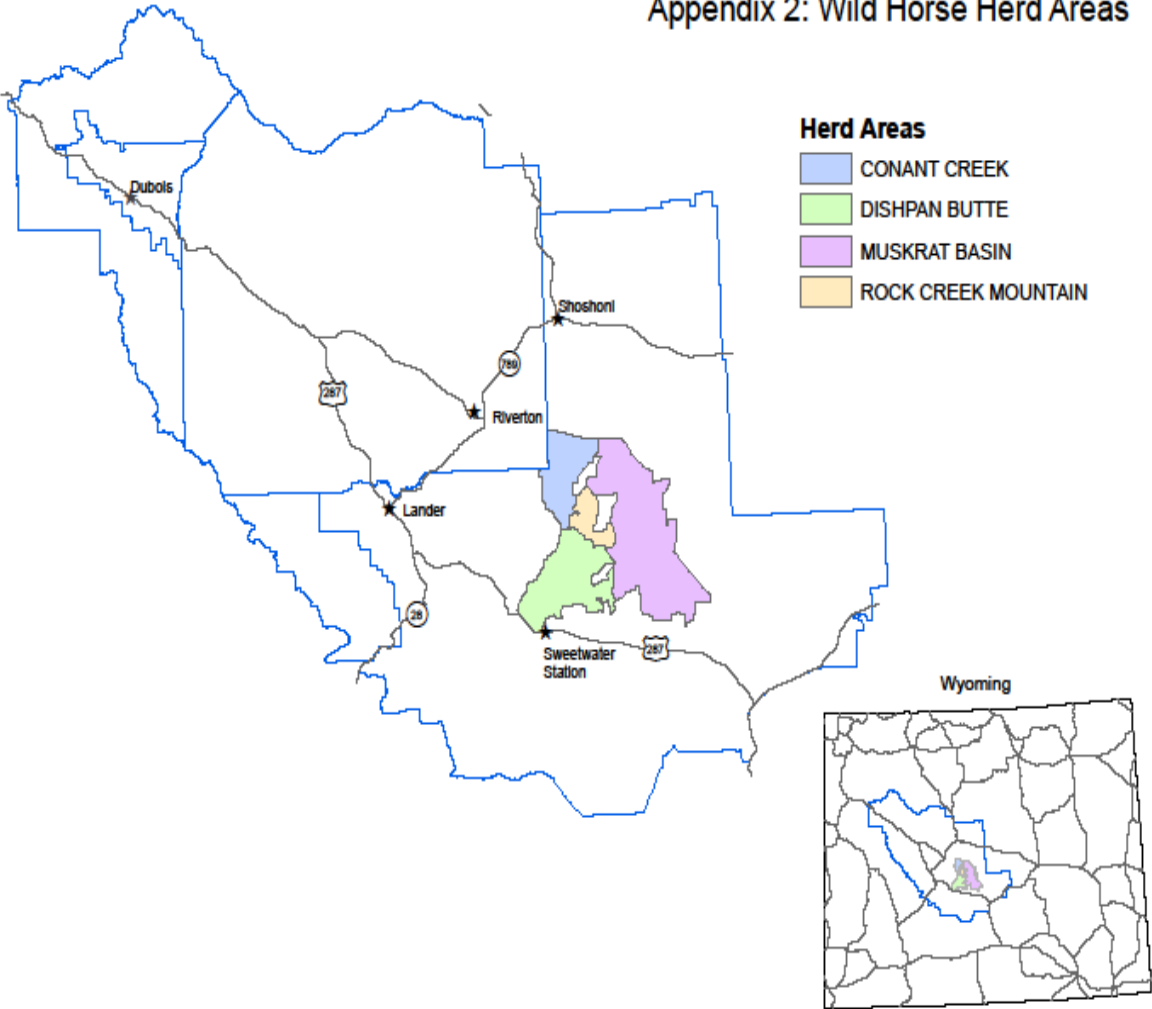 Appendix 2: Wild Horse Herd Areas
Herd Areas
CONANT CREEK
DISHPAN BUTTE
MUSKRAT BASIN
ROCK CREEK MOUNTAIN
Dubois
Shoshoni
789
287
Riverton
Lander
28
Sweetwater
Station
287
Wyoming